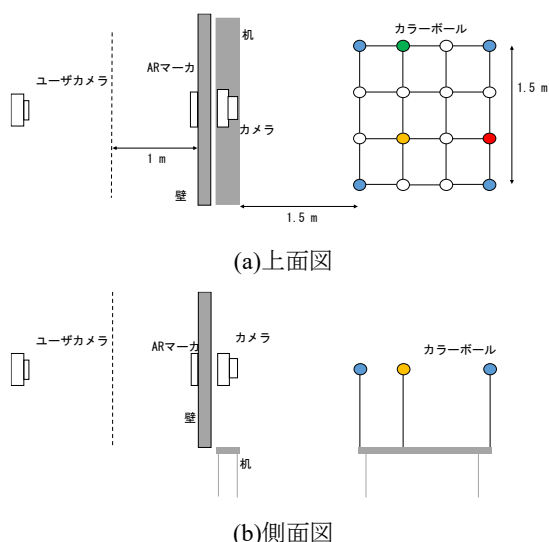 カラーボール
机
ユーザカメラ
ARマーカ
1.5 m
カメラ
1 m
壁
1.5 m
(a)上面図
ユーザカメラ
ARマーカ
カメラ
カラーボール
壁
机
(b)側面図